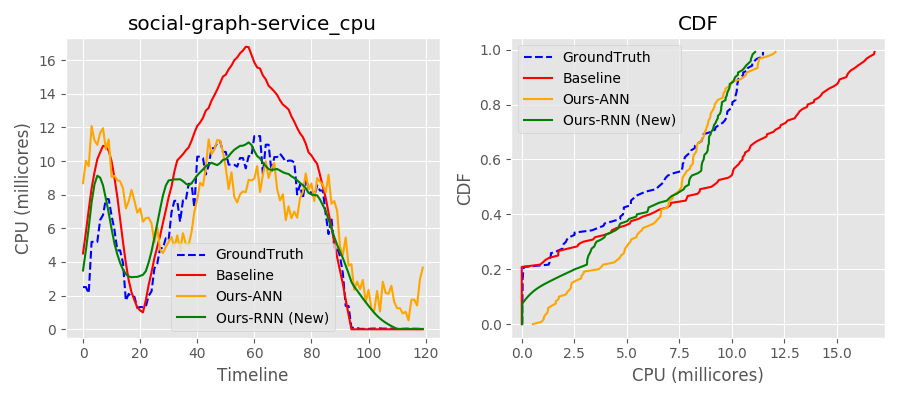 social-graph-service_cpu
CPU (millicores)
16
14
12
10
8
6
4
2
0
GroundTruth
Baseline
Ours-ANN
Ours-RNN (New)
0 20 40 60 80 100 120
Timeline
CDF
CDF
1.0
0.8
0.6
0.4
0.2
0.0
GroundTruth
Baseline
Ours-ANN
Ours-RNN (New)
0.0 2.5 5.0 7.5 10.0 12.5 15.0
CPU (millicores)